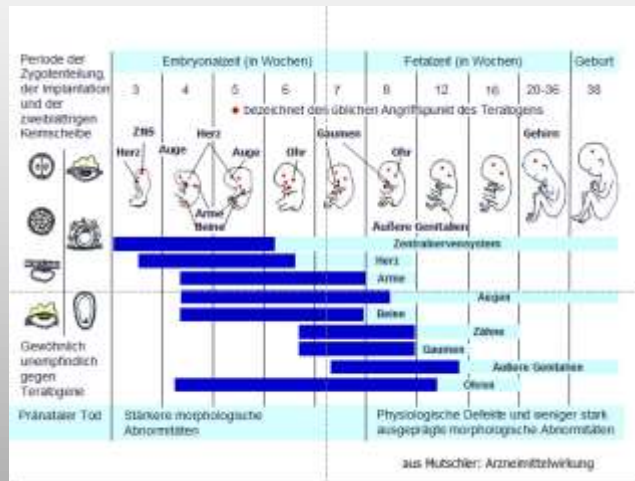 Periode der
Zygotenteilung,
der Implantation
und der
zweiblättrigen
Keimscheibe
Embryonalzeit (in Wochen)
Fetalzeit (in Wochen)
Geburt
3 4 5 6 7 8 12 16 20-36 38
• bezeichnet den üblichen Angriffspunkt des Teratogens
ZNS
Herz
Auge
Herz
Auge
Ohr
Gaumen
Ohr
Gehirn
Arme
Beine
Äußere Genitalien
Zentralnervensystem
Herz
Arme
Augen
Beine
Zähne
Gaumen
Äußere Genitalien
Ohren
Gewöhnlich
unempfindlich
gegen
Teratogene
Pränataler Tod
Stärkere morphologische
Abnormitäten
Physiologische Defekte und weniger stark
ausgeprägte morphologische Abnormitäten
aus Mutschler: Arzneimittelwirkung